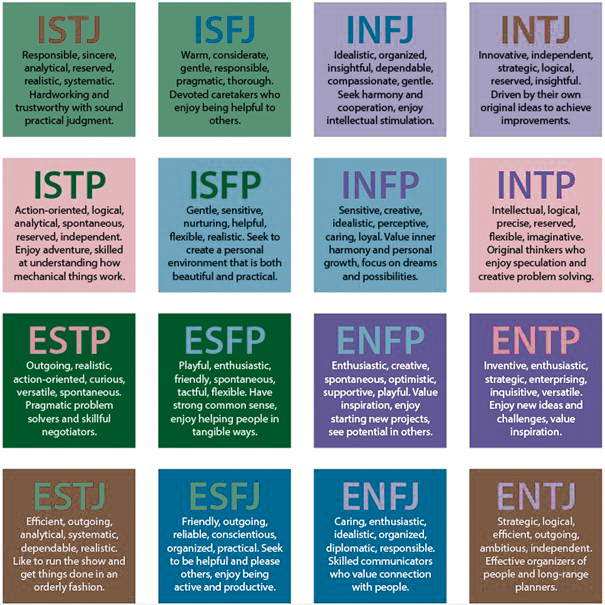 ISTJ
Responsible, sincere,
analytical, reserved,
realistic, systematic.
Hardworking and
trustworthy with sound
practical judgment.
ISFJ
Warm, considerate,
gentle, responsible,
pragmatic, thorough.
Devoted caretakers who
enjoy being helpful to
others.
INFJ
Idealistic, organized,
insightful, dependable,
compassionate, gentle.
Seek harmony and
cooperation, enjoy
intellectual stimulation.
INTJ
Innovative, independent,
strategic, logical,
reserved, insightful.
Driven by their own
original ideas to achieve
improvements.
ISTP
Action-oriented, logical,
analytical, spontaneous,
reserved, independent.
Enjoy adventure, skilled
at understanding how
mechanical things work.
ISFP
Gentle, sensitive,
nurturing, helpful,
flexible, realistic. Seek to
create a personal
environment that is both
beautiful and practical.
INFP
Sensitive, creative,
idealistic, perceptive,
caring, loyal. Value inner
harmony and personal
growth, focus on dreams
and possibilities.
INTP
Intellectual, logical,
precise, reserved,
flexible, imaginative.
Original thinkers who
enjoy speculation and
creative problem solving.
ESTP
Outgoing, realistic,
action-oriented, curious,
versatile, spontaneous.
Pragmatic problem
solvers and skillful
negotiators.
ESFP
Playful, enthusiastic,
friendly, spontaneous,
tactful, flexible. Have
strong common sense,
enjoy helping people in
tangible ways.
ENFP
Enthusiastic, creative,
spontaneous, optimistic,
supportive, playful. Value
inspiration, enjoy
starting new projects,
see potential in others.
ENTP
Inventive, enthusiastic,
strategic, enterprising,
inquisitive, versatile.
Enjoy new ideas and
challenges, value
inspiration.
ESTJ
Efficient, outgoing,
analytical, systematic,
dependable, realistic.
Like to run the show and
get things done in an
orderly fashion.
ESFJ
Friendly, outgoing,
reliable, conscientious,
organized, practical. Seek
to be helpful and please
others, enjoy being
active and productive.
ENFJ
Caring, enthusiastic,
idealistic, organized,
diplomatic, responsible.
Skilled communicators
who value connection
with people.
ENTJ
Strategic, logical,
efficient, outgoing,
ambitious, independent.
Effective organizers of
people and long-range
planners.